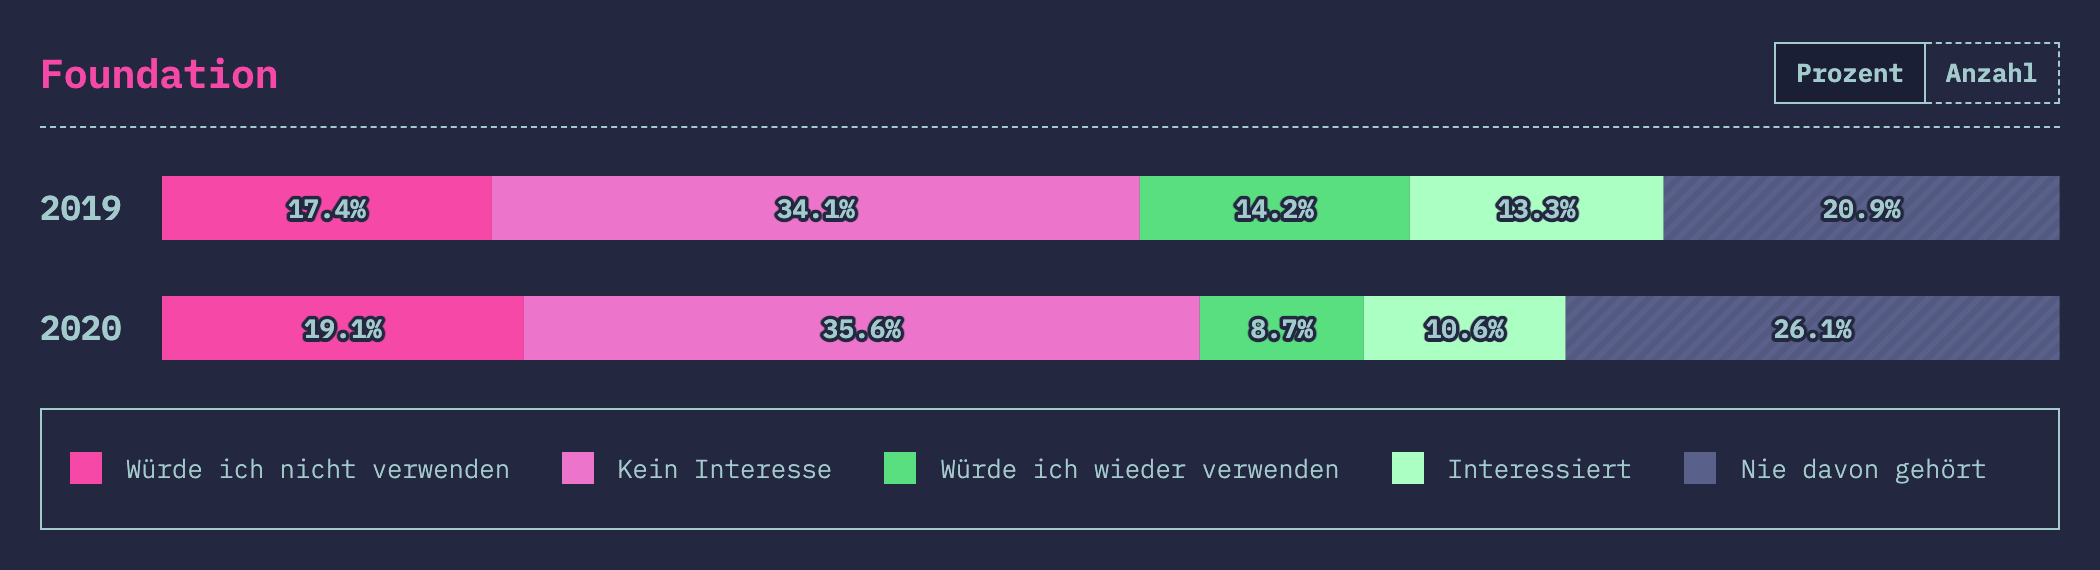 Foundation
Prozent Anzahl
2019 17.4% 34.1% 14.2% 13.3% 20.9%
2020 19.1% 35.6% 8.7% 10.6% 26.1%
Würde ich nicht verwenden Kein Interesse Würde ich wieder verwenden Interessiert Nie davon gehört